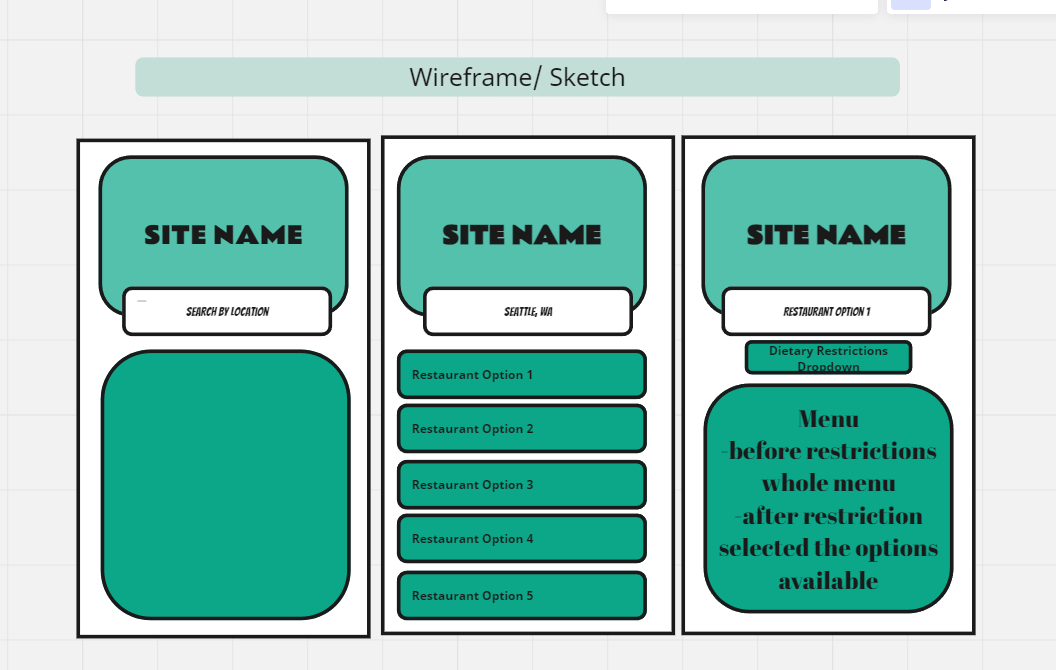 Wireframe/ Sketch
SITE NAME
SEARCH BY LOCATION
SITE NAME
SEATTLE, WA
Restaurant Option 1
Restaurant Option 2
Restaurant Option 3
Restaurant Option 4
Restaurant Option 5
SITE NAME
RESTAURANT OPTION 1
Dietary Restrictions
Dropdown
Menu
-before restrictions
whole menu
-after restriction
selected the options
available